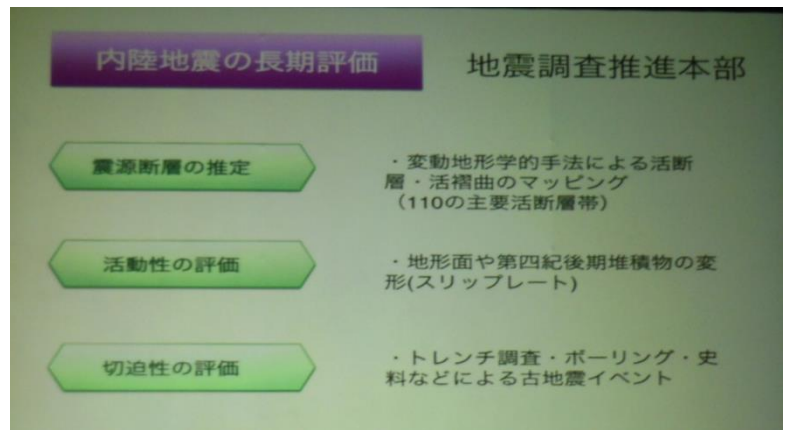 内陸地震の長期評価
地震調査推進本部
震源断層の推定
・変動地形学的手法による活断
層・活褶曲のマッピング
（110の主要活断層帯）
活動性の評価
・地形面や第四紀後期堆積物の変
形(スリップレート)
切迫性の評価
・トレンチ調査・ボーリング・史
料などによる古地震イベント